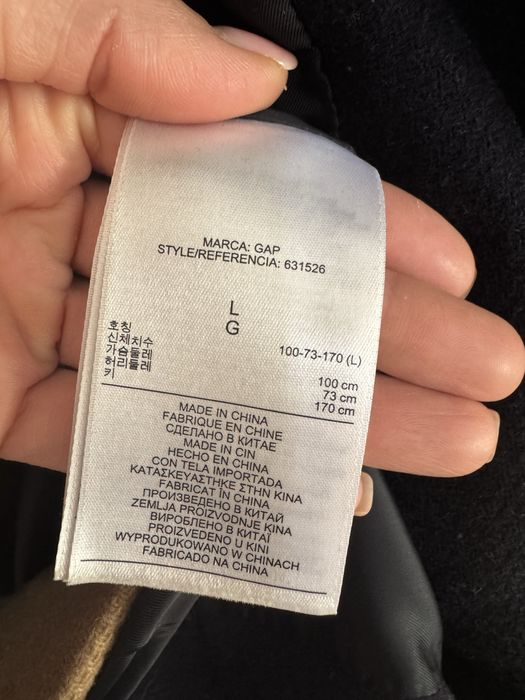 MARCA: GAP
STYLE/REFERENCIA: 631526
L
G
호칭
신체치수 100-73-170 (L)
가슴둘레 100 cm
허리둘레 73 cm
키 170 cm
MADE IN CHINA
FABRIQUE EN CHINE
СДЕЛАНО В КИТАЕ
MADE IN CIN
HECHO EN CHINA
CON TELA IMPORTADA
ΚΑΤΑΣΚΕΥΑΣΤΗΚΕ ΣΤΗΝ ΚΙΝΑ
FABRICAT ÎN CHINA
ПРОИЗВЕДЕНО В КИТАЙ
ZEMLJA PROIZVODNJE KINA
ВИРОБЛЕНО В КИТАЇ
PROIZVEDENO U KINI
WYPRODUKOWANO W CHINACH
FABRICADO NA CHINA